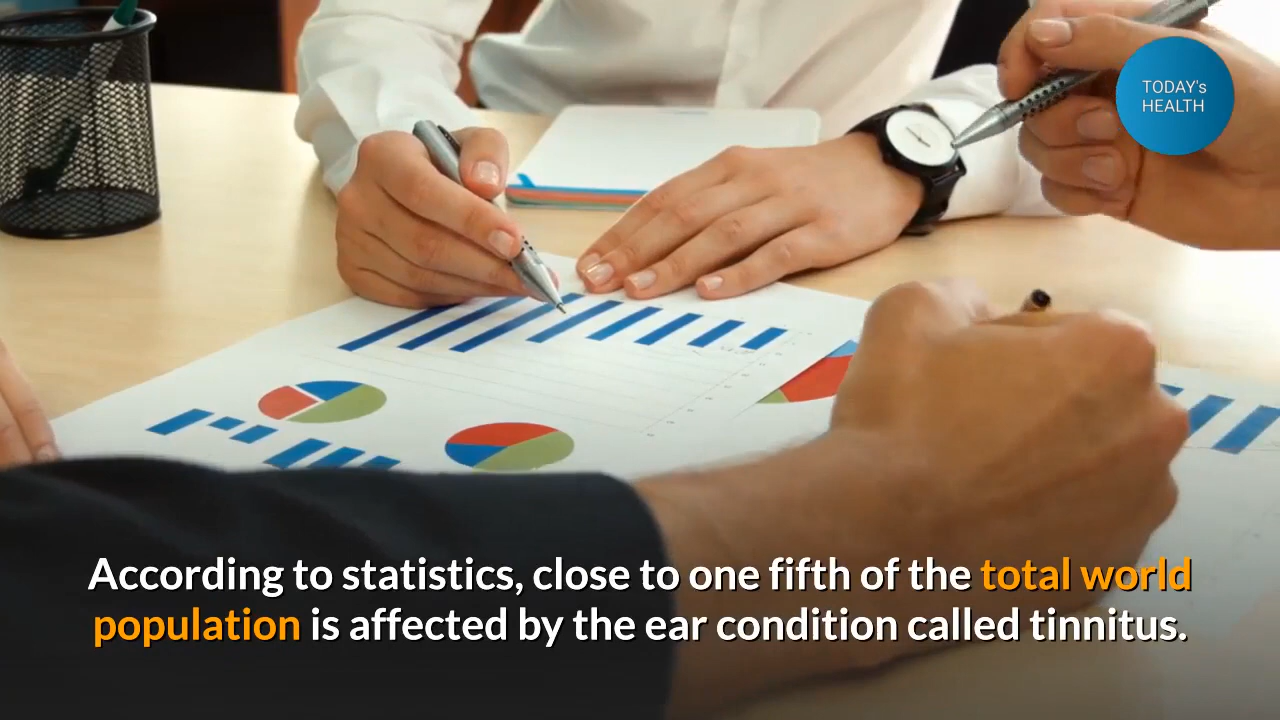 TODAY's
HEALTH
According to statistics, close to one fifth of the total world
population is affected by the ear condition called tinnitus.